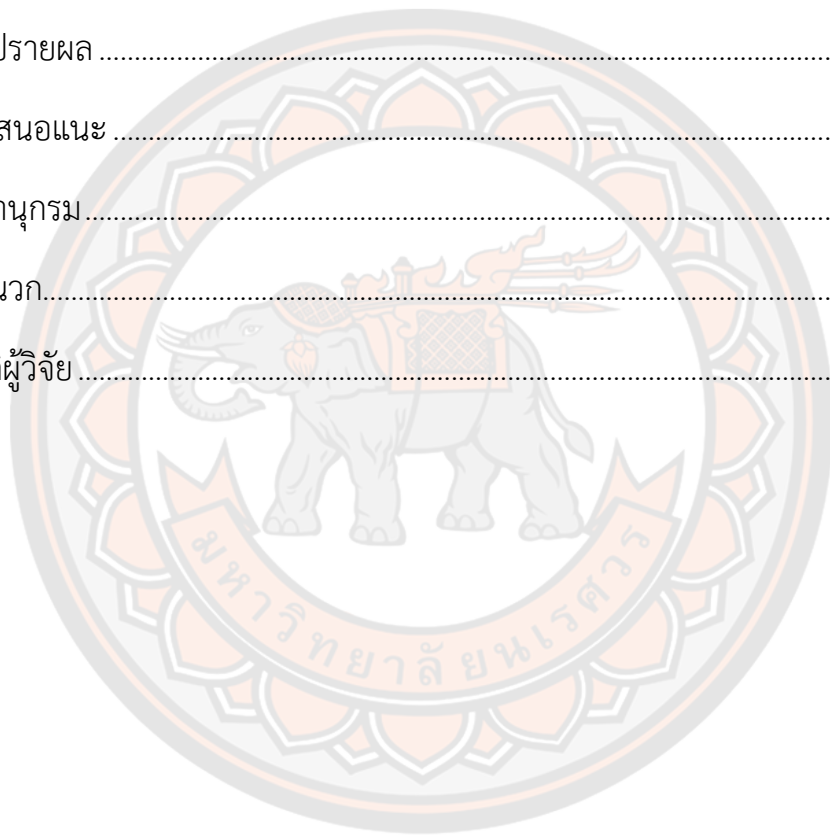 ปรายผล
สนอแนะ
านุกรม
นวก
ผู้วิจัย
มหาวิทยาลัยนเรศวร